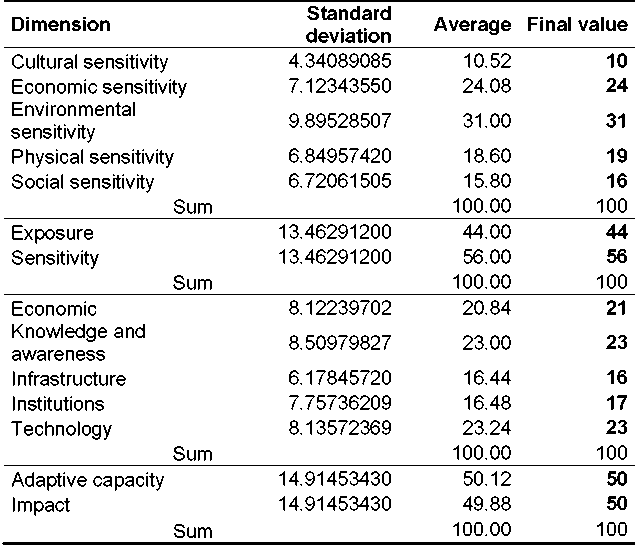 Dimension Standard deviation Average Final value
Cultural sensitivity 4.34089085 10.52 10
Economic sensitivity 7.12343550 24.08 24
Environmental sensitivity 9.89528507 31.00 31
Physical sensitivity 6.84957420 18.60 19
Social sensitivity 6.72061505 15.80 16
Sum 100.00 100
Exposure 13.46291200 44.00 44
Sensitivity 13.46291200 56.00 56
Sum 100.00 100
Economic 8.12239702 20.84 21
Knowledge and awareness 8.50979827 23.00 23
Infrastructure 6.17845720 16.44 16
Institutions 7.75736209 16.48 17
Technology 8.13572369 23.24 23
Sum 100.00 100
Adaptive capacity 14.91453430 50.12 50
Impact 14.91453430 49.88 50
Sum 100.00 100